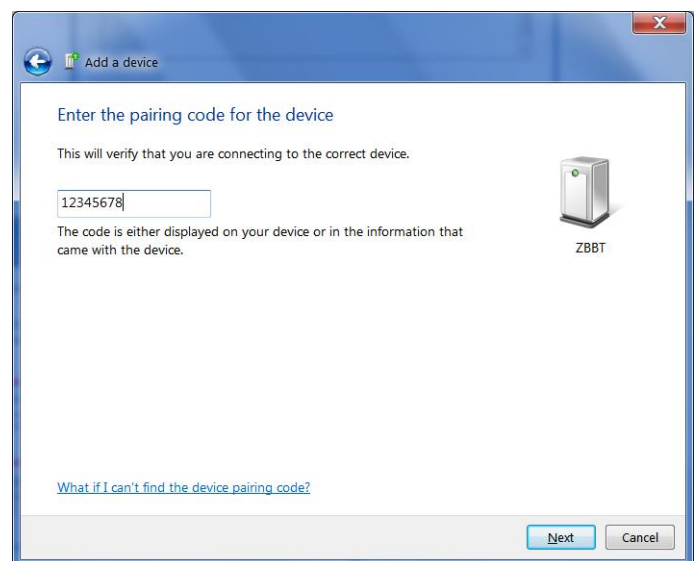 Add a device
Enter the pairing code for the device
This will verify that you are connecting to the correct device.
12345678
The code is either displayed on your device or in the information that
came with the device.
ZBBT
What if I can't find the device pairing code?
Next
Cancel